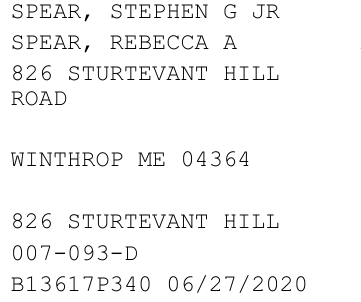 SPEAR, STEPHEN G JR
SPEAR, REBECCA A
826 STURTEVANT HILL
ROAD
WINTHROP ME 04364
826 STURTEVANT HILL
007-093-D
B13617P340 06/27/2020